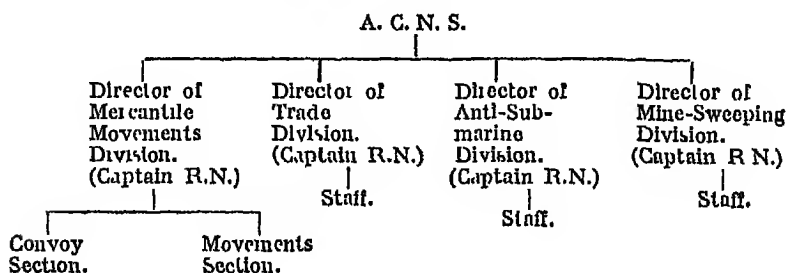 A. C. N. S.
Director of
Mercantile
Movements
Division.
(Captain R.N.)
Director of
Trade
Division.
(Captain R.N.)
Staff.
Director of
Anti-Sub-
marine
Division.
(Captain R.N.)
Staff.
Director of
Mine-Sweeping
Division.
(Captain R N.)
Staff.
Convoy
Section.
Movements
Section.